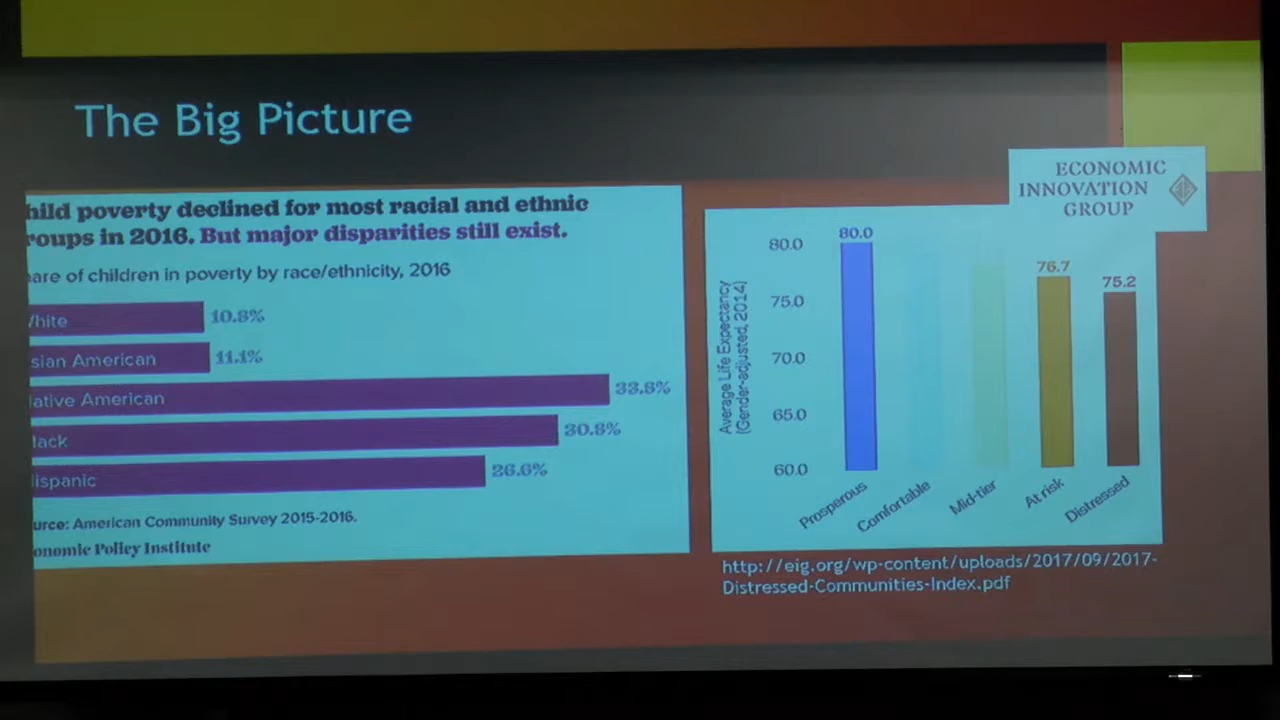 The Big Picture
hild poverty declined for most racial and ethnic
roups in 2016. But major disparities still exist.
are of children in poverty by race/ethnicity, 2016
hite 10.8%
sian American 11.1%
ative American 33.8%
lack 30.8%
ispanic 26.6%
urce: American Community Survey 2015-2016.
onomic Policy Institute
ECONOMIC
INNOVATION
GROUP
EIG
Average Life Expectancy
(Gender-adjusted, 2014)
80.0
75.0
70.0
65.0
60.0
80.0
76.7
75.2
Prosperous
Comfortable
Mid-tier
At risk
Distressed
http://eig.org/wp-content/uploads/2017/09/2017-
Distressed-Communities-Index.pdf